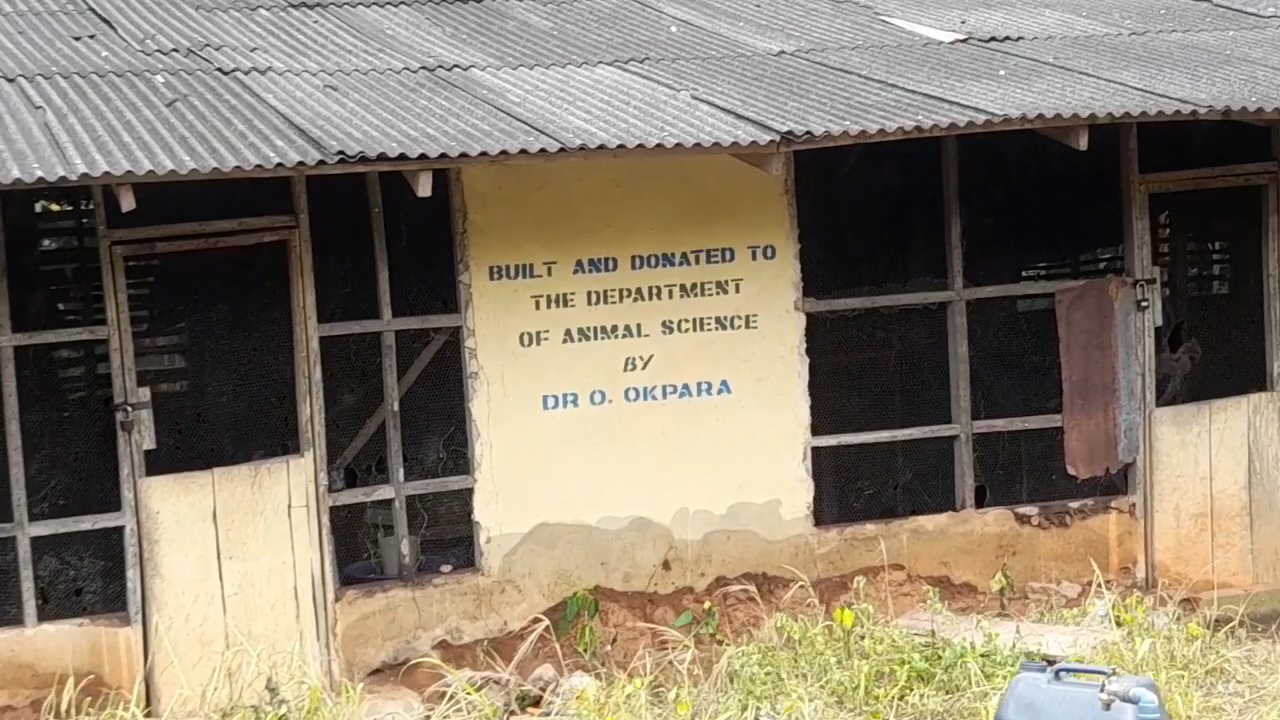 BUILT AND DONATED TO
THE DEPARTMENT
OF ANIMAL SCIENCE
BY
DR O. OKPARA